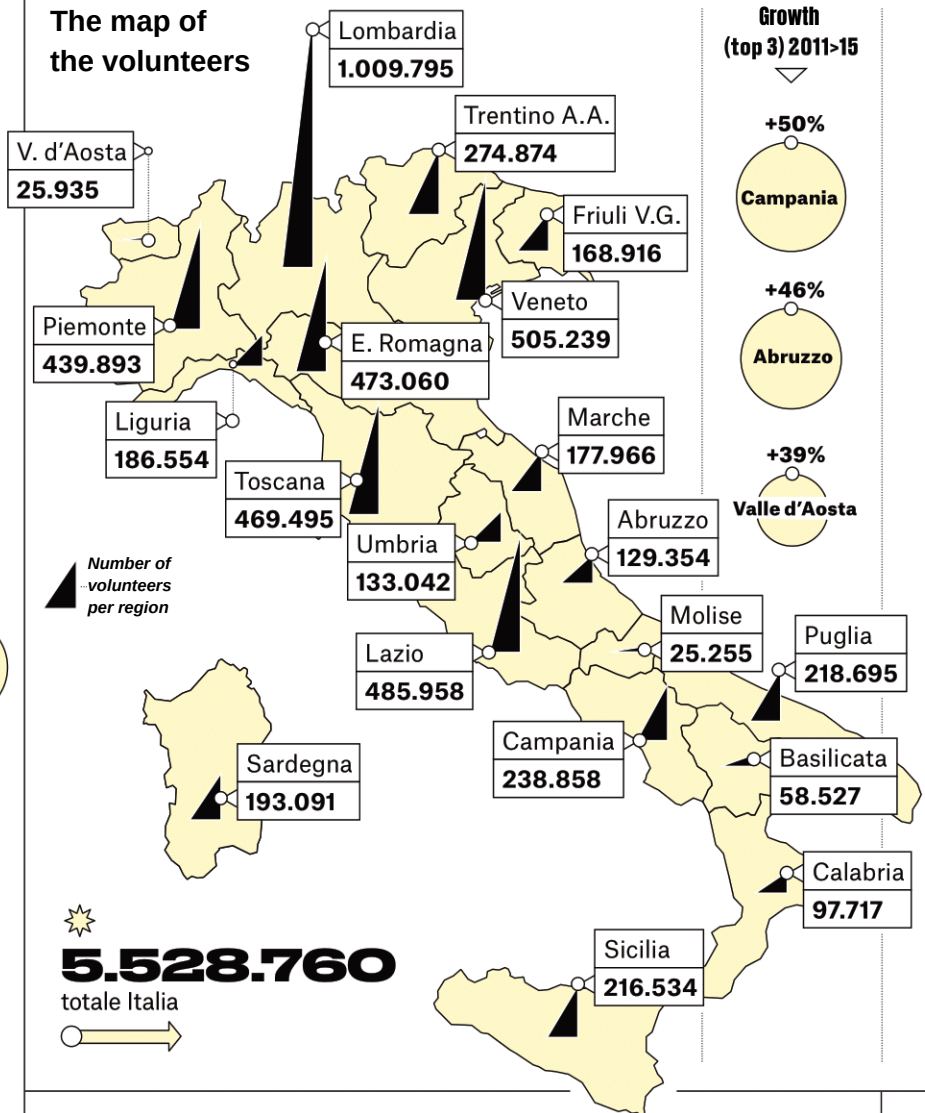 The map of
the volunteers
Lombardia
1.009.795
Trentino A.A.
274.874
V. d'Aosta
25.935
Friuli V.G.
168.916
Veneto
505.239
Piemonte
439.893
E. Romagna
473.060
Liguria
186.554
Marche
177.966
Toscana
469.495
Abruzzo
129.354
Umbria
133.042
Number of
volunteers
per region
Molise
25.255
Puglia
218.695
Lazio
485.958
Campania
238.858
Basilicata
58.527
Sardegna
193.091
Calabria
97.717
Sicilia
216.534
5.528.760
totale Italia
Growth
(top 3) 2011>15
+50%
Campania
+46%
Abruzzo
+39%
Valle d'Aosta